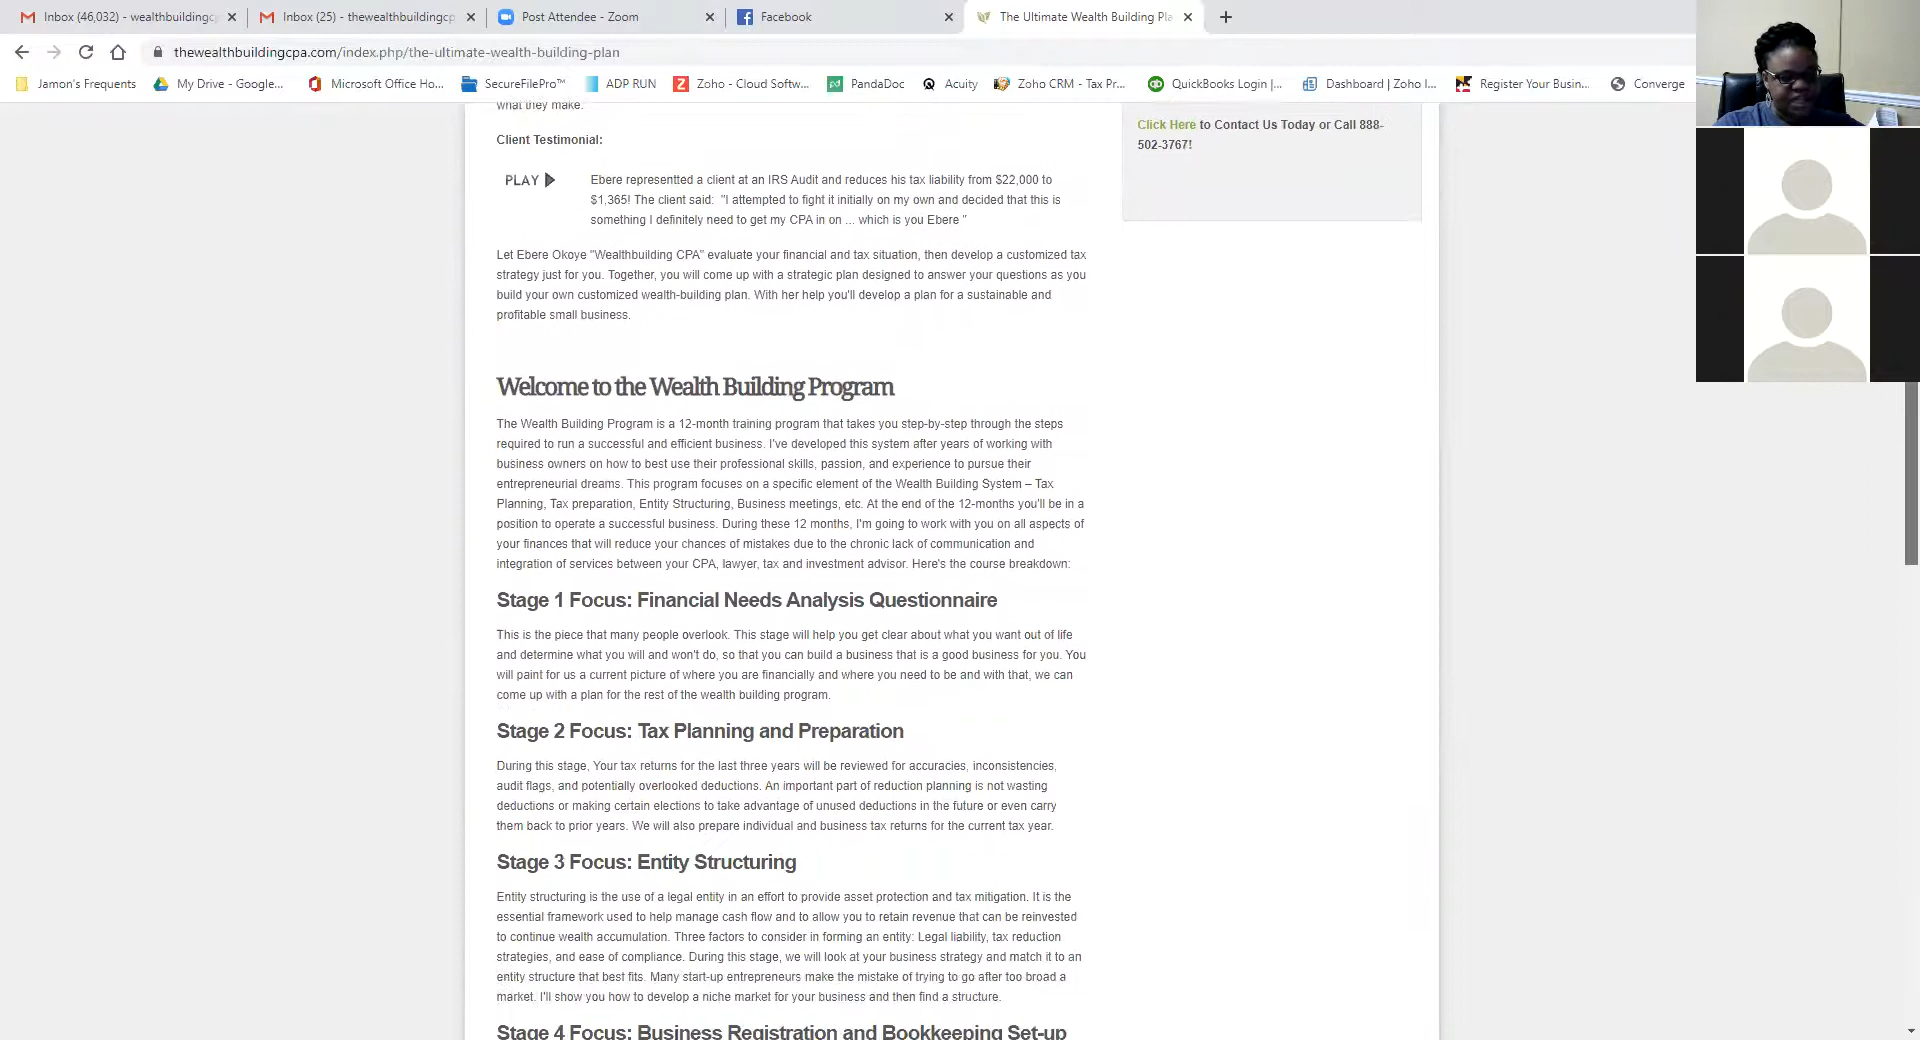 Inbox (46,032) - wealthbuildingc
Inbox (25) - thewealthbuildingcp
Post Attendee - Zoom
Facebook
The Ultimate Wealth Building Pla
thewealthbuildingcpa.com/index.php/the-ultimate-wealth-building-plan
Jamon's Frequents
My Drive - Google...
Microsoft Office Ho...
SecureFilePro™
ADP RUN
Zoho - Cloud Softw...
PandaDoc
Acuity
Zoho CRM - Tax Pr...
QuickBooks Login |...
Dashboard | Zoho I...
Register Your Busin...
Converge
what they make.
Client Testimonial:
PLAY
Ebere representted a client at an IRS Audit and reduces his tax liability from $22,000 to
$1,365! The client said: "I attempted to fight it initially on my own and decided that this is
something I definitely need to get my CPA in on ... which is you Ebere "
Let Ebere Okoye "Wealthbuilding CPA" evaluate your financial and tax situation, then develop a customized tax
strategy just for you. Together, you will come up with a strategic plan designed to answer your questions as you
build your own customized wealth-building plan. With her help you'll develop a plan for a sustainable and
profitable small business.
Click Here to Contact Us Today or Call 888-
502-3767!
Welcome to the Wealth Building Program
The Wealth Building Program is a 12-month training program that takes you step-by-step through the steps
required to run a successful and efficient business. I've developed this system after years of working with
business owners on how to best use their professional skills, passion, and experience to pursue their
entrepreneurial dreams. This program focuses on a specific element of the Wealth Building System – Tax
Planning, Tax preparation, Entity Structuring, Business meetings, etc. At the end of the 12-months you'll be in a
position to operate a successful business. During these 12 months, I'm going to work with you on all aspects of
your finances that will reduce your chances of mistakes due to the chronic lack of communication and
integration of services between your CPA, lawyer, tax and investment advisor. Here's the course breakdown:
Stage 1 Focus: Financial Needs Analysis Questionnaire
This is the piece that many people overlook. This stage will help you get clear about what you want out of life
and determine what you will and won't do, so that you can build a business that is a good business for you. You
will paint for us a current picture of where you are financially and where you need to be and with that, we can
come up with a plan for the rest of the wealth building program.
Stage 2 Focus: Tax Planning and Preparation
During this stage, Your tax returns for the last three years will be reviewed for accuracies, inconsistencies,
audit flags, and potentially overlooked deductions. An important part of reduction planning is not wasting
deductions or making certain elections to take advantage of unused deductions in the future or even carry
them back to prior years. We will also prepare individual and business tax returns for the current tax year.
Stage 3 Focus: Entity Structuring
Entity structuring is the use of a legal entity in an effort to provide asset protection and tax mitigation. It is the
essential framework used to help manage cash flow and to allow you to retain revenue that can be reinvested
to continue wealth accumulation. Three factors to consider in forming an entity: Legal liability, tax reduction
strategies, and ease of compliance. During this stage, we will look at your business strategy and match it to an
entity structure that best fits. Many start-up entrepreneurs make the mistake of trying to go after too broad a
market. I'll show you how to develop a niche market for your business and then find a structure.
Stage 4 Focus: Business Registration and Bookkeeping Set-up